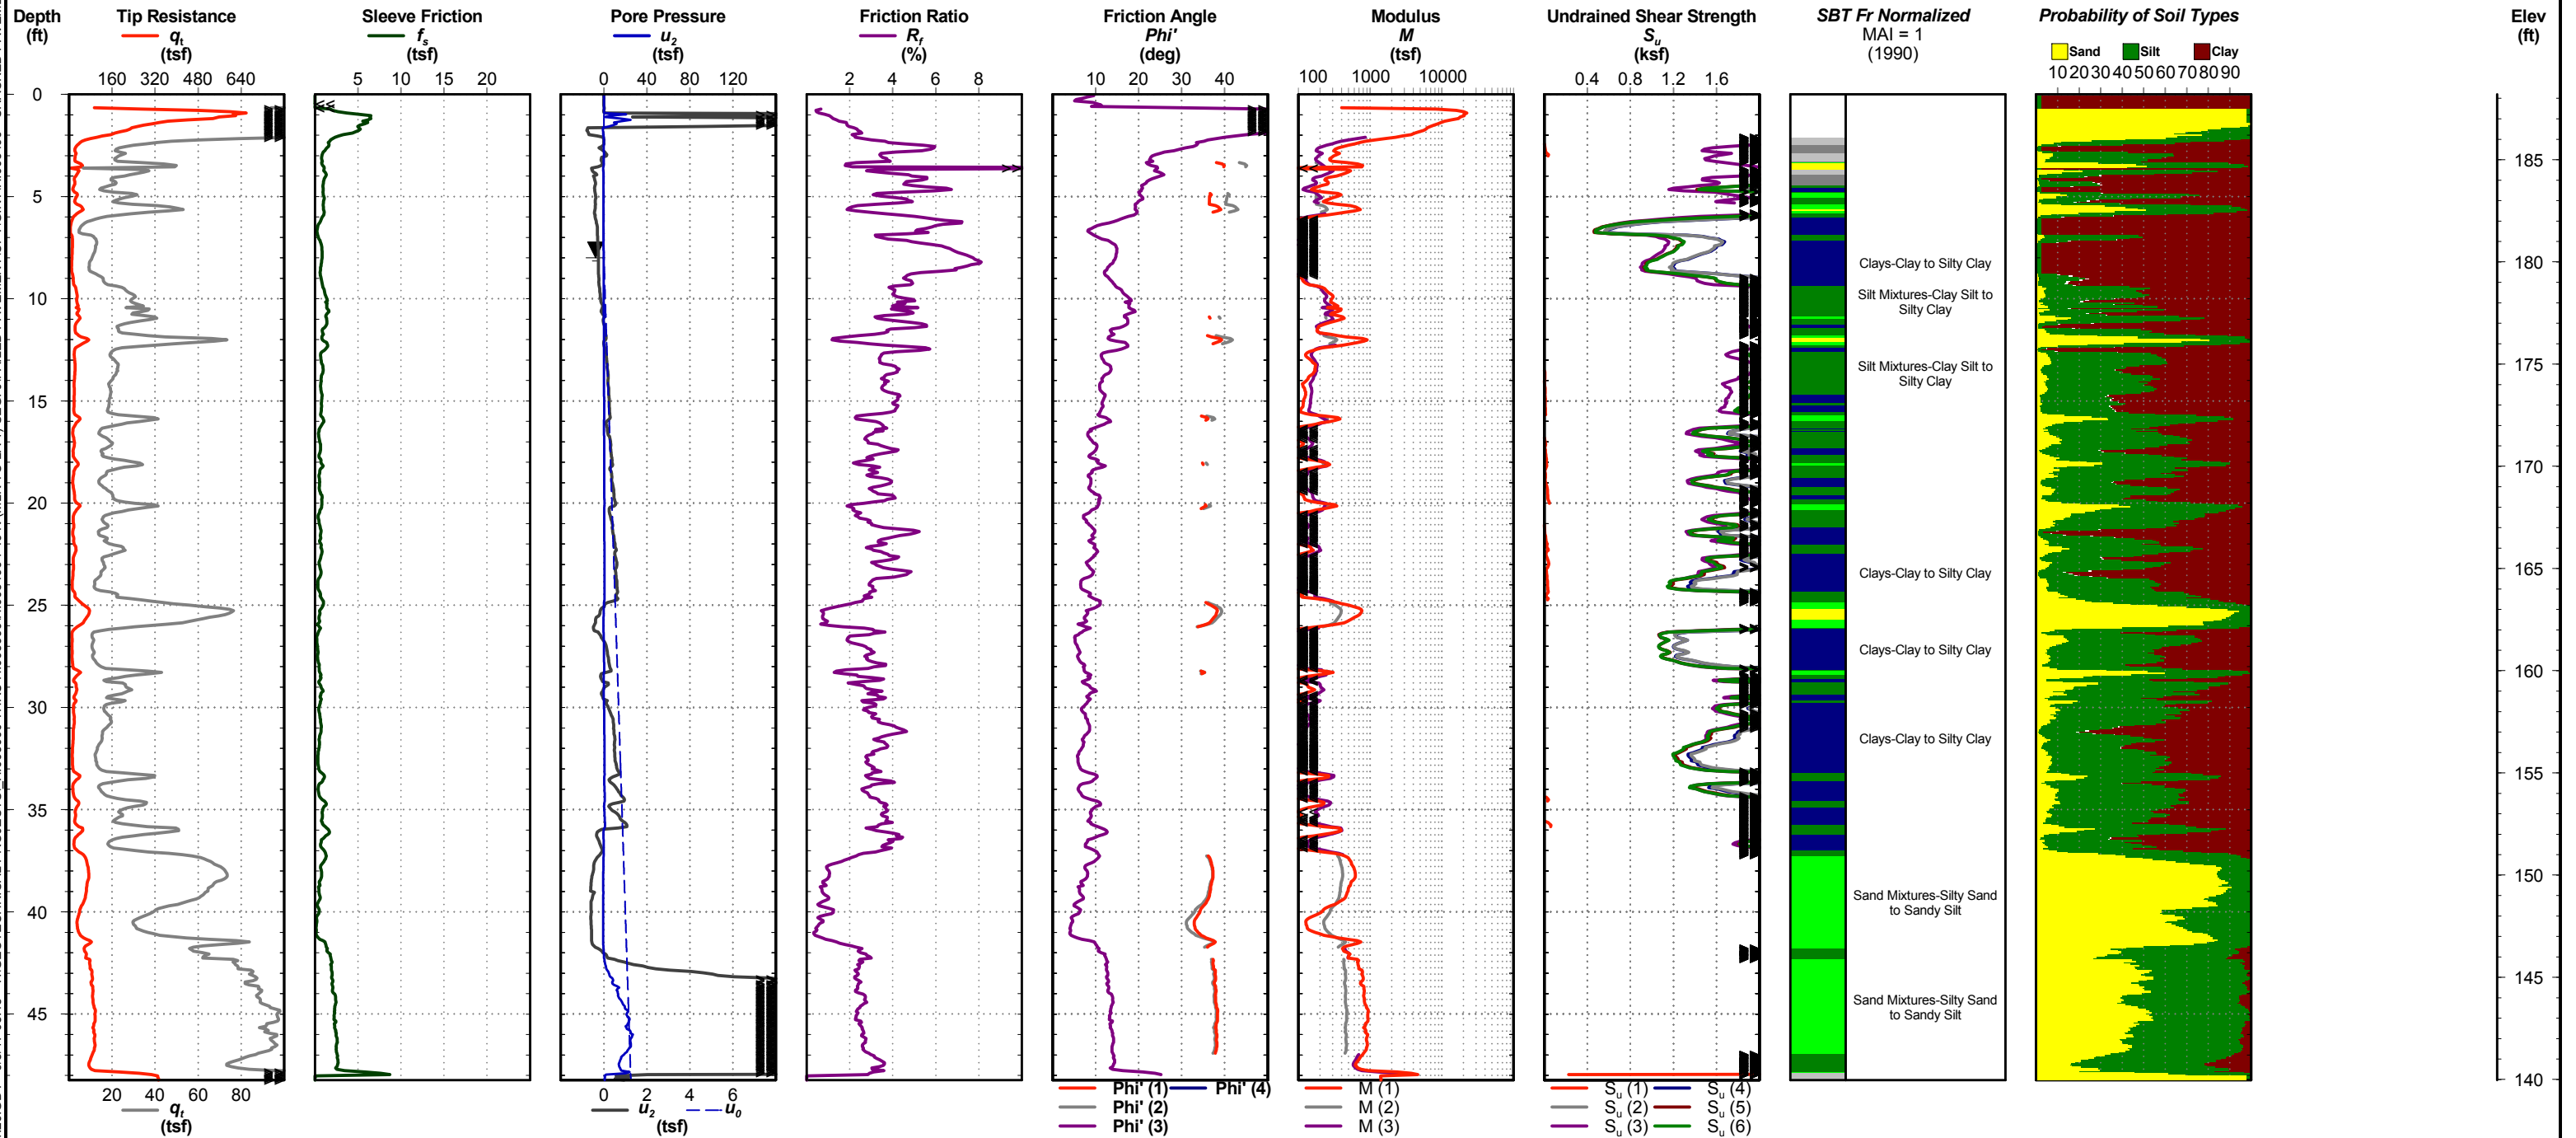 Depth
(ft)
Tip Resistance
qt
(tsf)
Sleeve Friction
fs
(tsf)
Pore Pressure
u2
(tsf)
Friction Ratio
Rf
(%)
Friction Angle
Phi'
(deg)
Modulus
M
(tsf)
Undrained Shear Strength
Su
(ksf)
SBT Fr Normalized
MAI = 1
(1990)
Probability of Soil Types
Sand Silt Clay
Elev
(ft)
160 320 480 640
5 10 15 20
0 40 80 120
2 4 6 8
10 20 30 40
100 1000 10000
0.4 0.8 1.2 1.6
10 20 30 40 50 60 70 80 90
0
5
10
15
20
25
30
35
40
45
Clays-Clay to Silty Clay
Silt Mixtures-Clay Silt to
Silty Clay
Silt Mixtures-Clay Silt to
Silty Clay
Clays-Clay to Silty Clay
Clays-Clay to Silty Clay
Clays-Clay to Silty Clay
Sand Mixtures-Silty Sand
to Sandy Silt
Sand Mixtures-Silty Sand
to Sandy Silt
185
180
175
170
165
160
155
150
145
140
20 40 60 80
qt
(tsf)
0 2 4 6
u2 u0
(tsf)
Phi' (1) Phi' (4)
Phi' (2)
Phi' (3)
M (1)
M (2)
M (3)
Su (1) Su (4)
Su (2) Su (5)
Su (3) Su (6)